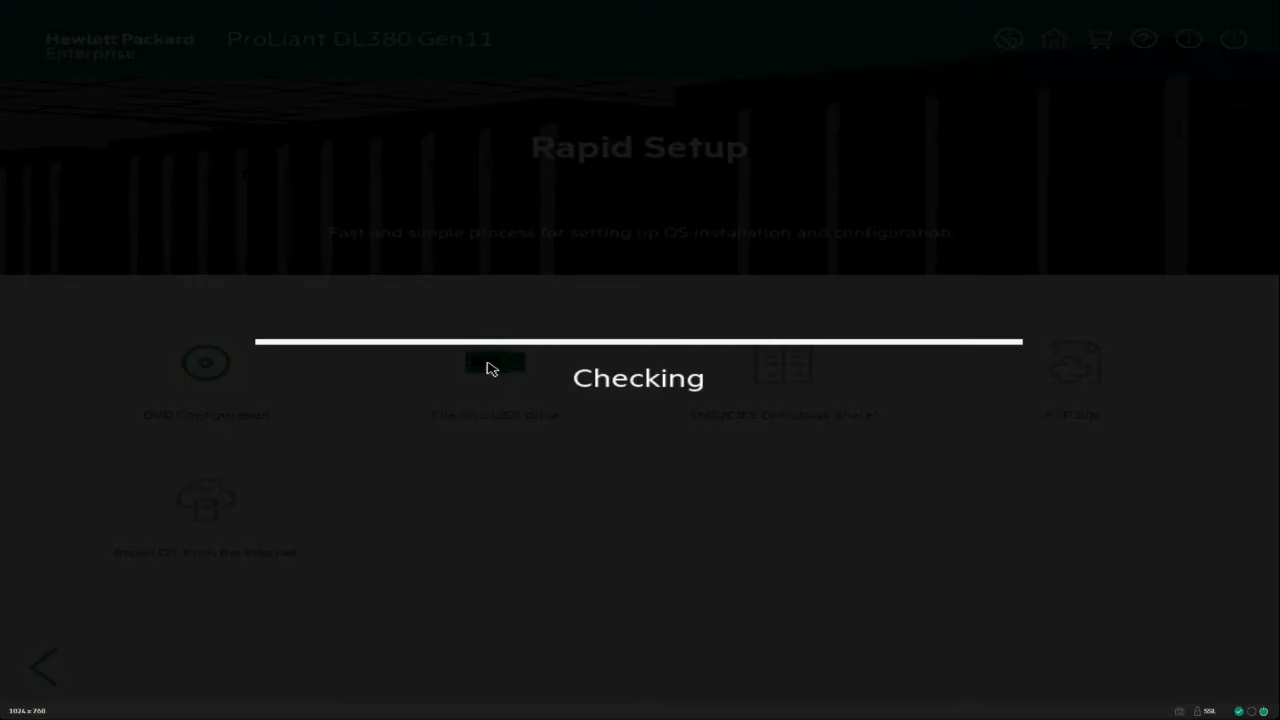 Hewlett Packard
Enterprise
ProLiant DL380 Gen11
Rapid Setup
Fast and simple process for setting up OS installation and configuration.
Checking
DVD Configuration
File on a USB drive
SMB/CIFS (Windows Share)
FTP Site
Install OS from the Internet
1024 x 768
SSL